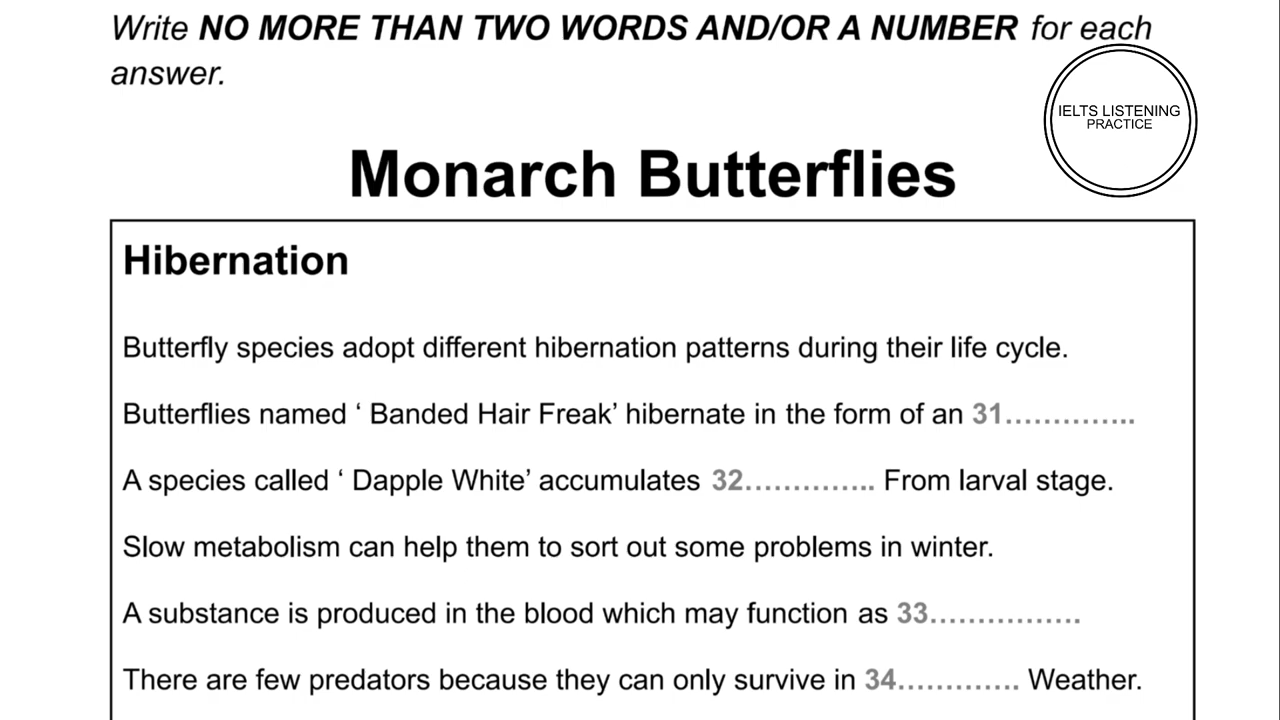 Write NO MORE THAN TWO WORDS AND/OR A NUMBER for each
answer.
IELTS LISTENING
PRACTICE
Monarch Butterflies
Hibernation
Butterfly species adopt different hibernation patterns during their life cycle.
Butterflies named ‘ Banded Hair Freak’ hibernate in the form of an 31…………..
A species called ‘ Dapple White’ accumulates 32………….. From larval stage.
Slow metabolism can help them to sort out some problems in winter.
A substance is produced in the blood which may function as 33…………….
There are few predators because they can only survive in 34…………. Weather.